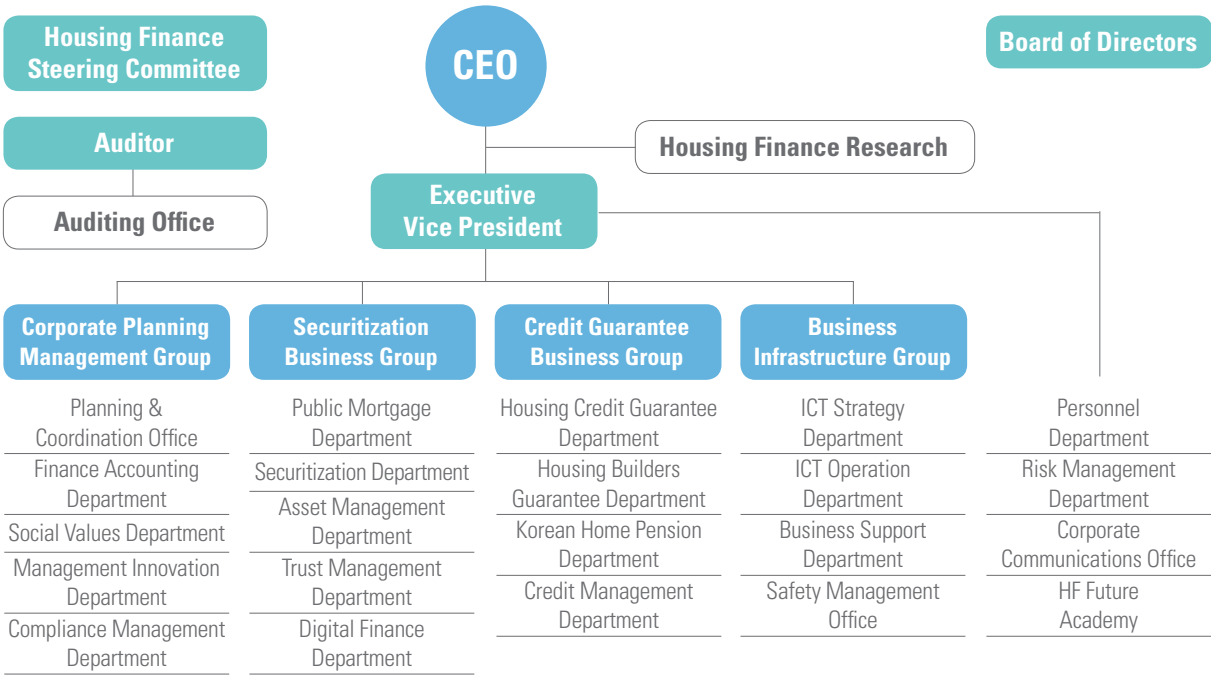 Housing Finance
Steering Committee
CEO
Board of Directors
Auditor
Housing Finance Research
Auditing Office
Executive
Vice President
Corporate Planning
Management Group
Planning &
Coordination Office
Finance Accounting
Department
Social Values Department
Management Innovation
Department
Compliance Management
Department
Securitization
Business Group
Public Mortgage
Department
Securitization Department
Asset Management
Department
Trust Management
Department
Digital Finance
Department
Credit Guarantee
Business Group
Housing Credit Guarantee
Department
Housing Builders
Guarantee Department
Korean Home Pension
Department
Credit Management
Department
Business
Infrastructure Group
ICT Strategy
Department
ICT Operation
Department
Business Support
Department
Safety Management
Office
Personnel
Department
Risk Management
Department
Corporate
Communications Office
HF Future
Academy